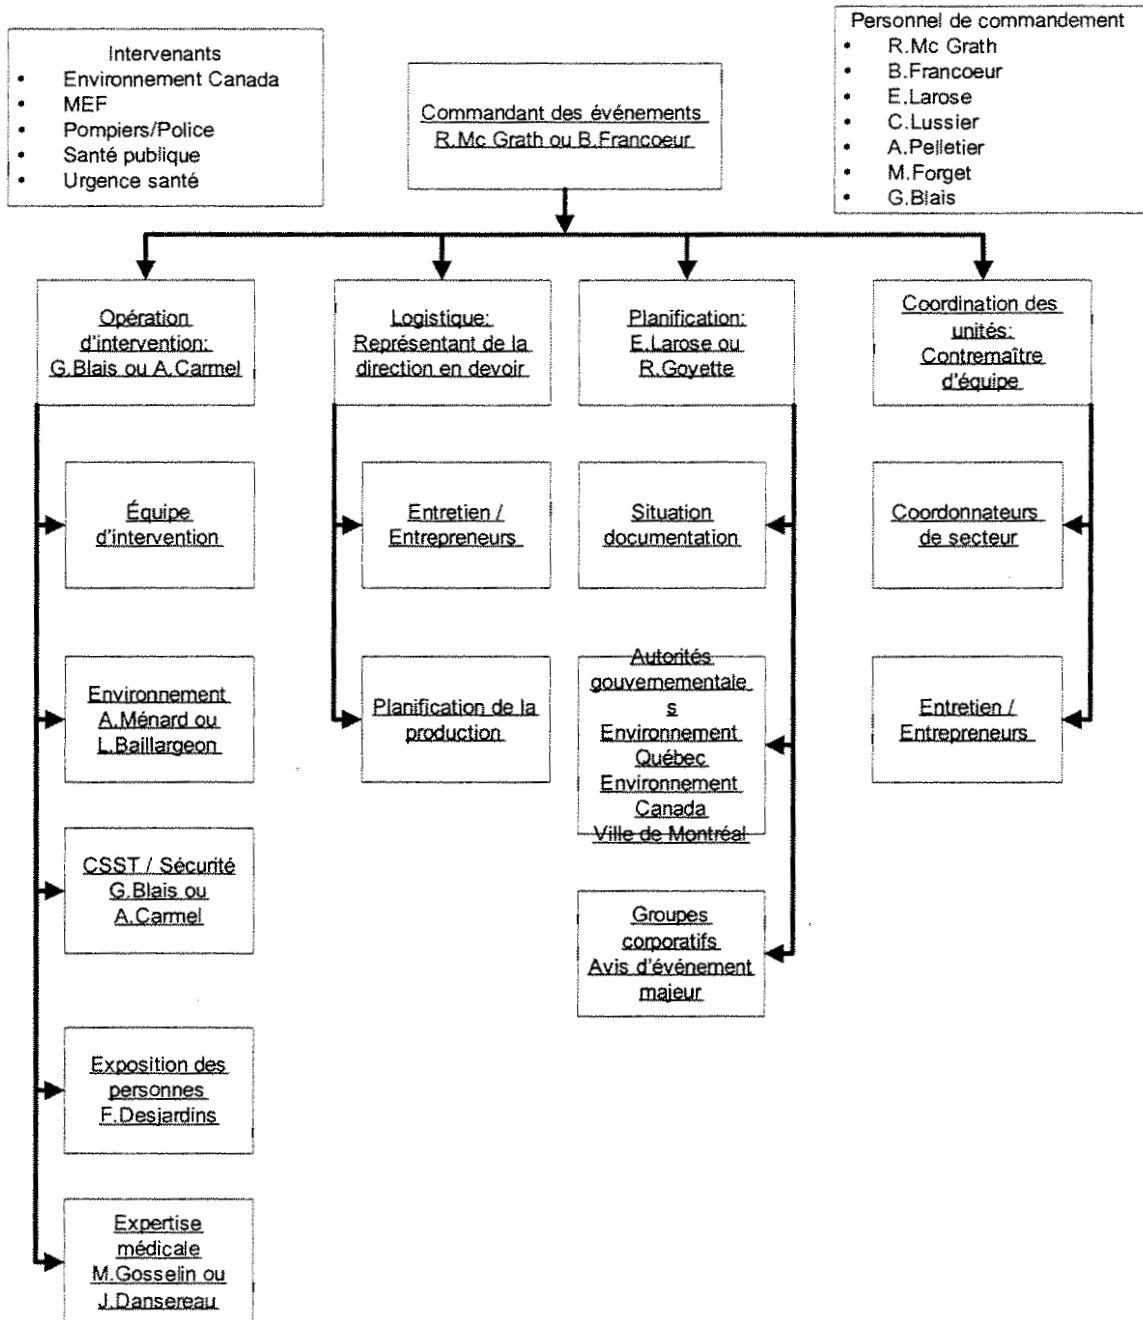 Intervenants
• Environnement Canada
• MEF
• Pompiers/Police
• Santé publique
• Urgence santé
Commandant des événements
R.Mc Grath ou B.Francoeur
Personnel de commandement
• R.Mc Grath
• B.Francoeur
• E.Larose
• C.Lussier
• A.Pelletier
• M.Forget
• G.Blais
Opération
d'intervention:
G.Blais ou A.Carmel
Logistique:
Représentant de la
direction en devoir
Planification:
E.Larose ou
R.Goyette
Coordination des
unités:
Contremaître
d'équipe
Équipe
d'intervention
Entretien /
Entrepreneurs
Situation
documentation
Coordonnateurs
de secteur
Environnement
A.Ménard ou
L.Baillargeon
Planification de la
production
Autorités
gouvernementale
s
Environnement
Québec
Environnement
Canada
Ville de Montréal
Entretien /
Entrepreneurs
CSST / Sécurité
G.Blais ou
A.Carmel
Groupes
corporatifs
Avis d'événement
majeur
Exposition des
personnes
F.Desjardins
Expertise
médicale
M.Gosselin ou
J.Dansereau